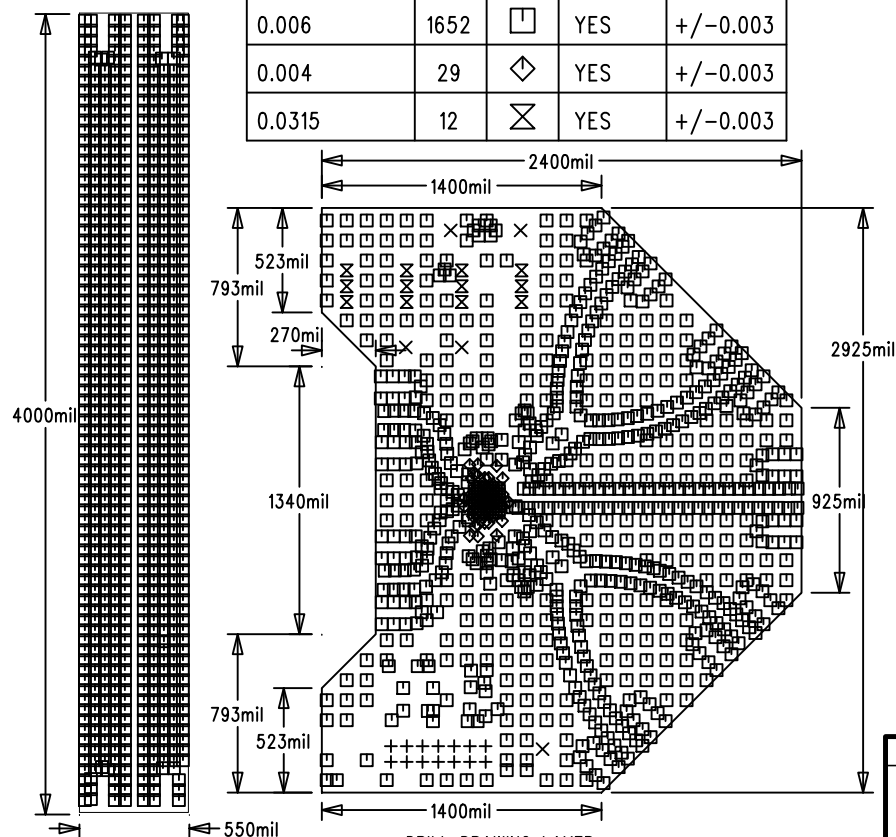 0.006 1652 YES +/-0.003
0.004 29 YES +/-0.003
0.0315 12 YES +/-0.003
2400mil
1400mil
523mil
793mil
270mil
2925mil
4000mil
1340mil
925mil
793mil
523mil
1400mil
550mil